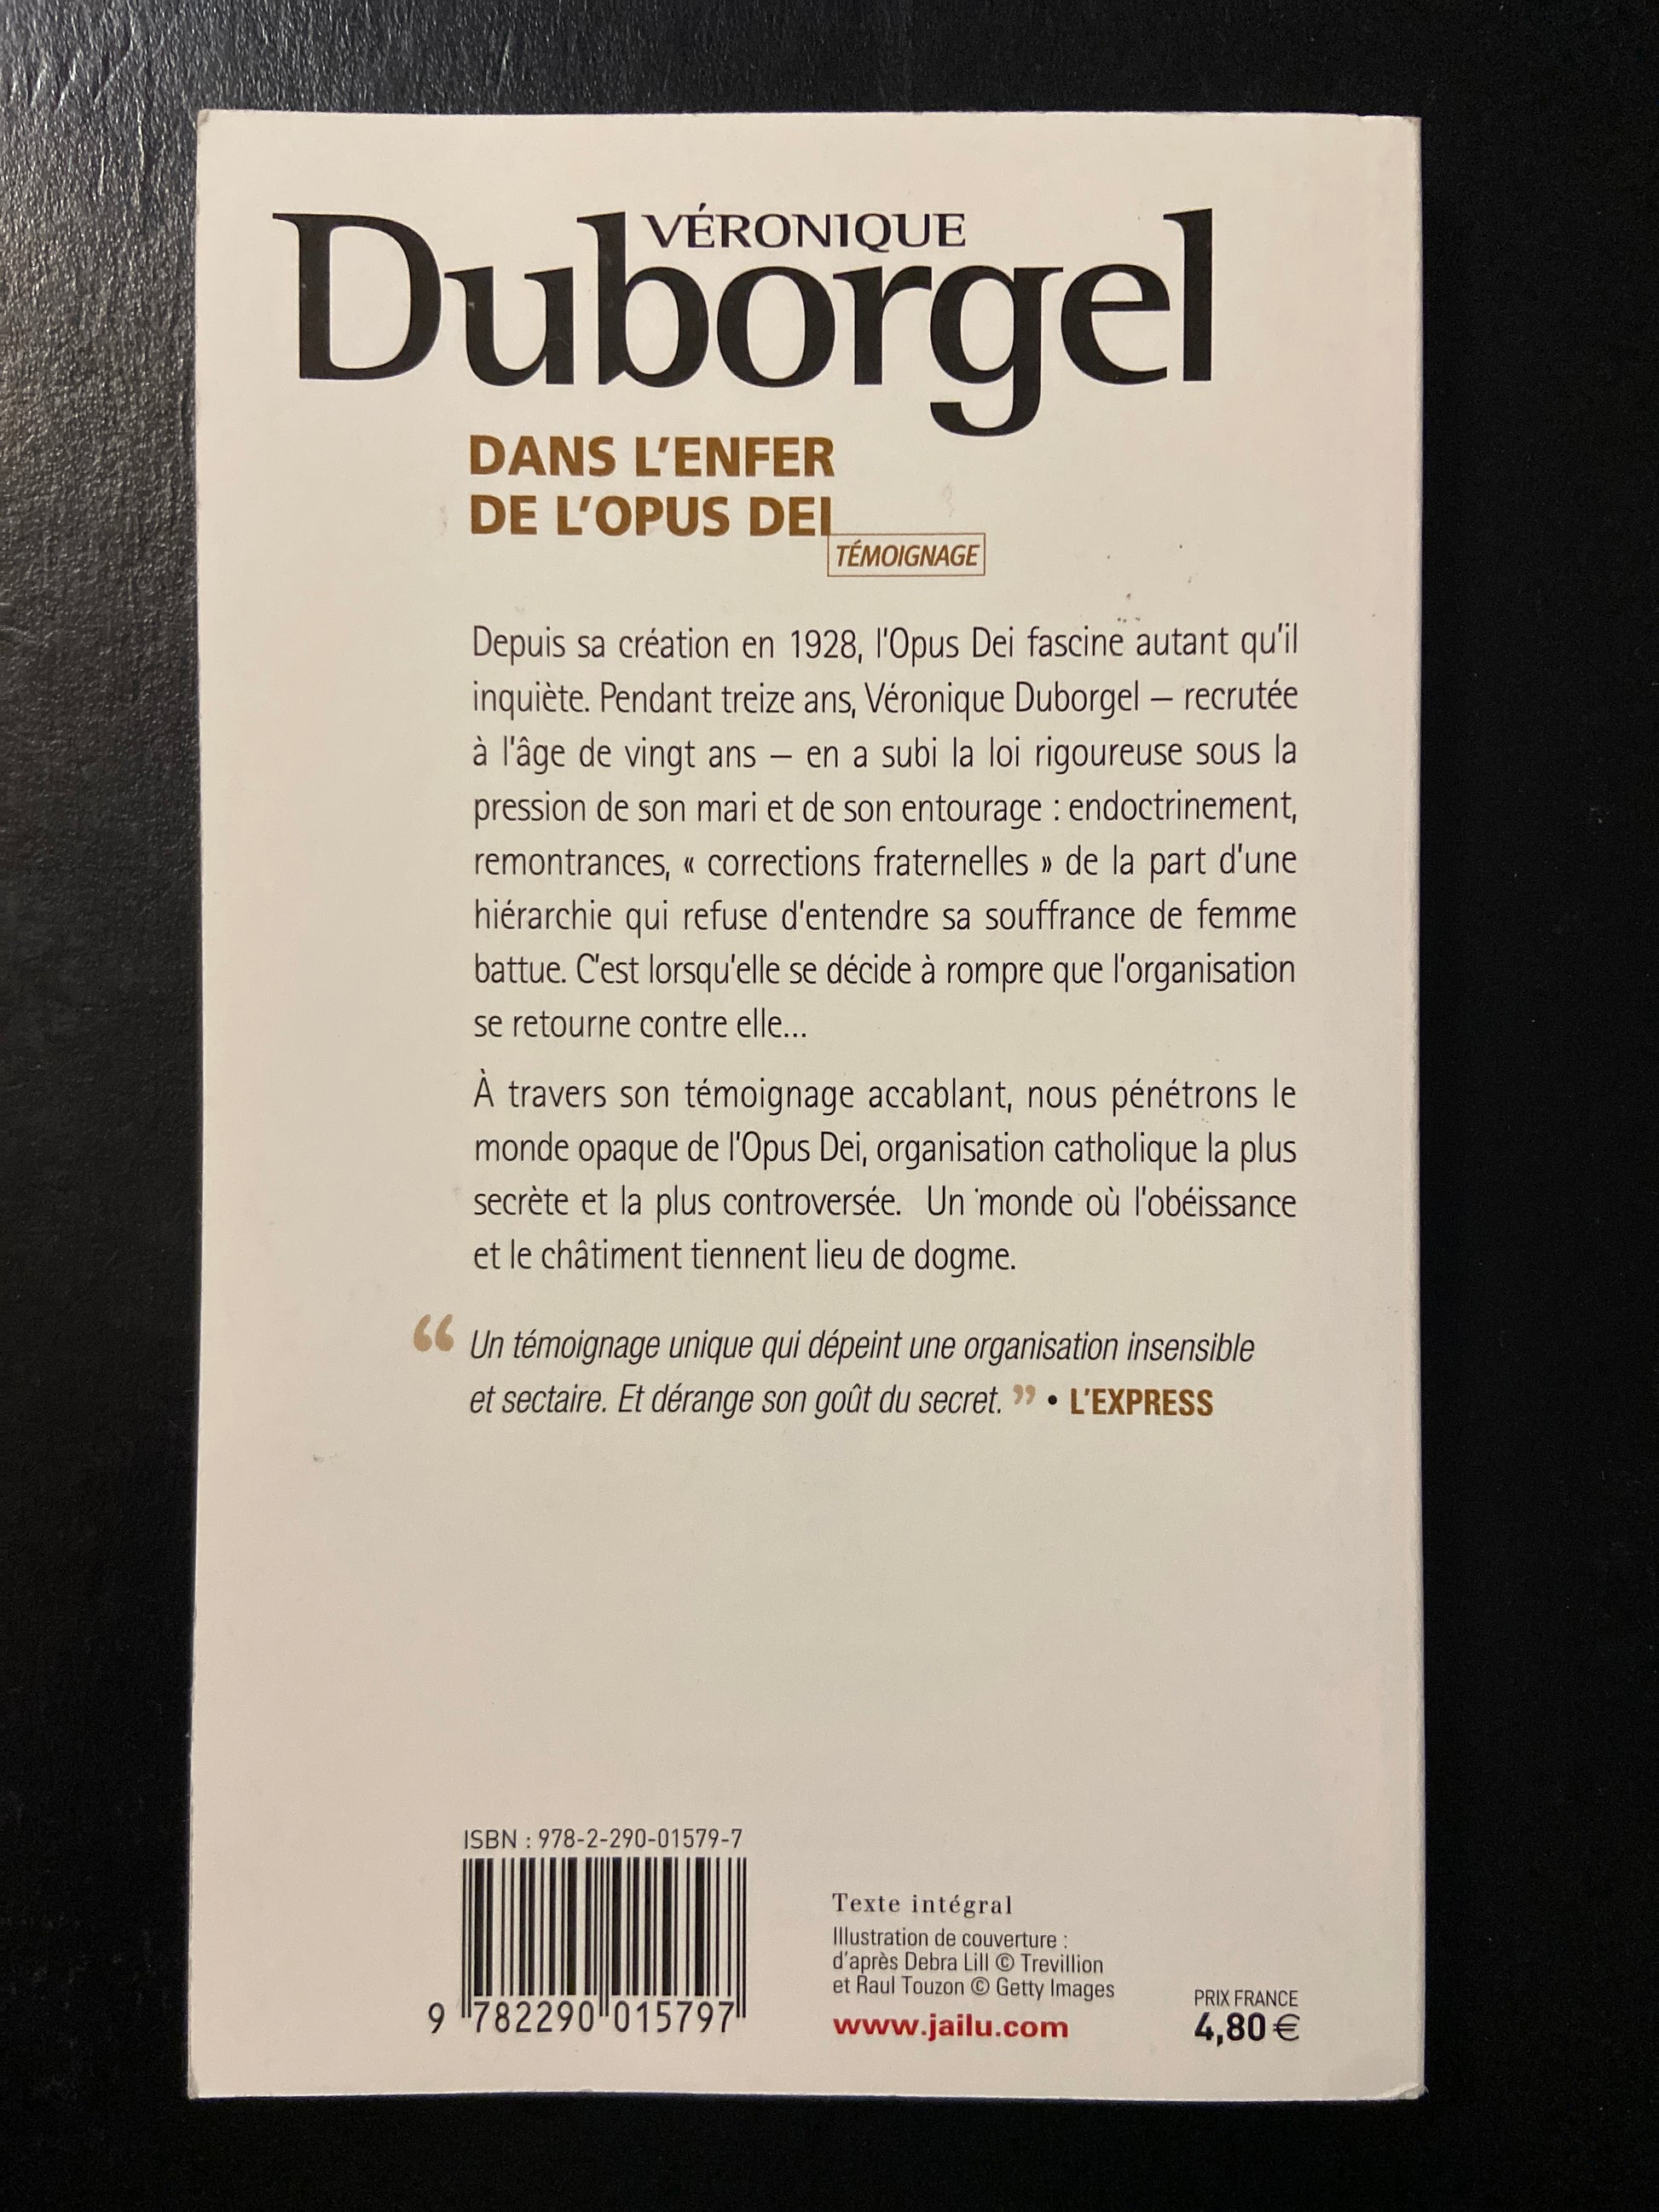 VÉRONIQUE
Duborgel
DANS L'ENFER
DE L'OPUS DEI
TÉMOIGNAGE
Depuis sa création en 1928, l'Opus Dei fascine autant qu'il
inquiète. Pendant treize ans, Véronique Duborgel – recrutée
à l'âge de vingt ans – en a subi la loi rigoureuse sous la
pression de son mari et de son entourage : endoctrinement,
remontrances, « corrections fraternelles » de la part d'une
hiérarchie qui refuse d'entendre sa souffrance de femme
battue. C'est lorsqu'elle se décide à rompre que l'organisation
se retourne contre elle...
À travers son témoignage accablant, nous pénétrons le
monde opaque de l'Opus Dei, organisation catholique la plus
secrète et la plus controversée. Un monde où l'obéissance
et le châtiment tiennent lieu de dogme.
“ Un témoignage unique qui dépeint une organisation insensible
et sectaire. Et dérange son goût du secret. ” • L'EXPRESS
ISBN : 978-2-290-01579-7
9 782290 015797
Texte intégral
Illustration de couverture :
d'après Debra Lill © Trevillion
et Raul Touzon © Getty Images
www.jailu.com
PRIX FRANCE
4,80 €